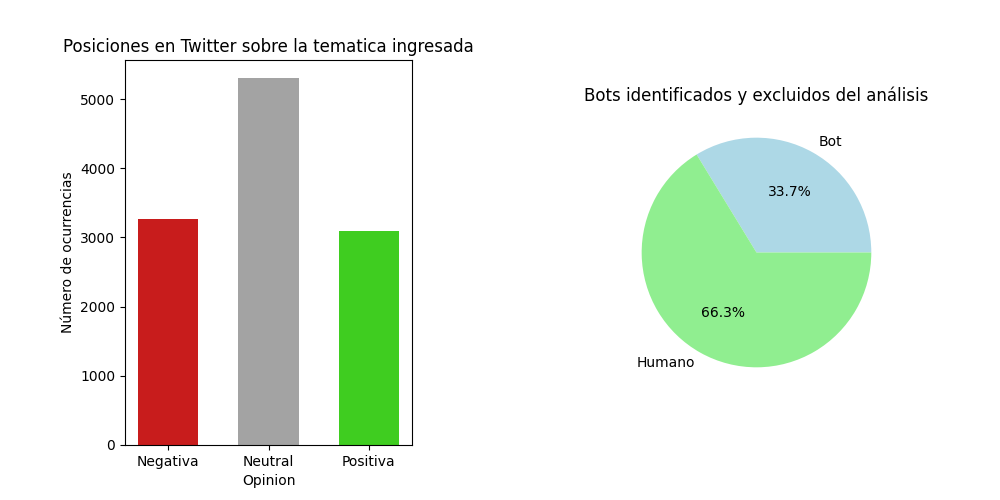 Posiciones en Twitter sobre la tematica ingresada
Número de ocurrencias
5000
4000
3000
2000
1000
0
Negativa
Neutral
Positiva
Opinion
Bots identificados y excluidos del análisis
Bot
33.7%
66.3%
Humano